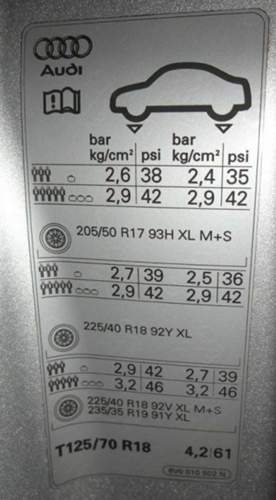 Audi
bar psi bar psi
kg/cm² kg/cm²
2,6 38 2,4 35
2,9 42 2,9 42
205/50 R17 93H XL M+S
2,7 39 2,5 36
2,9 42 2,9 42
225/40 R18 92Y XL
2,9 42 2,7 39
3,2 46 3,2 46
225/40 R18 92V XL M+S
235/35 R19 91Y XL
T125/70 R18 4,2 61